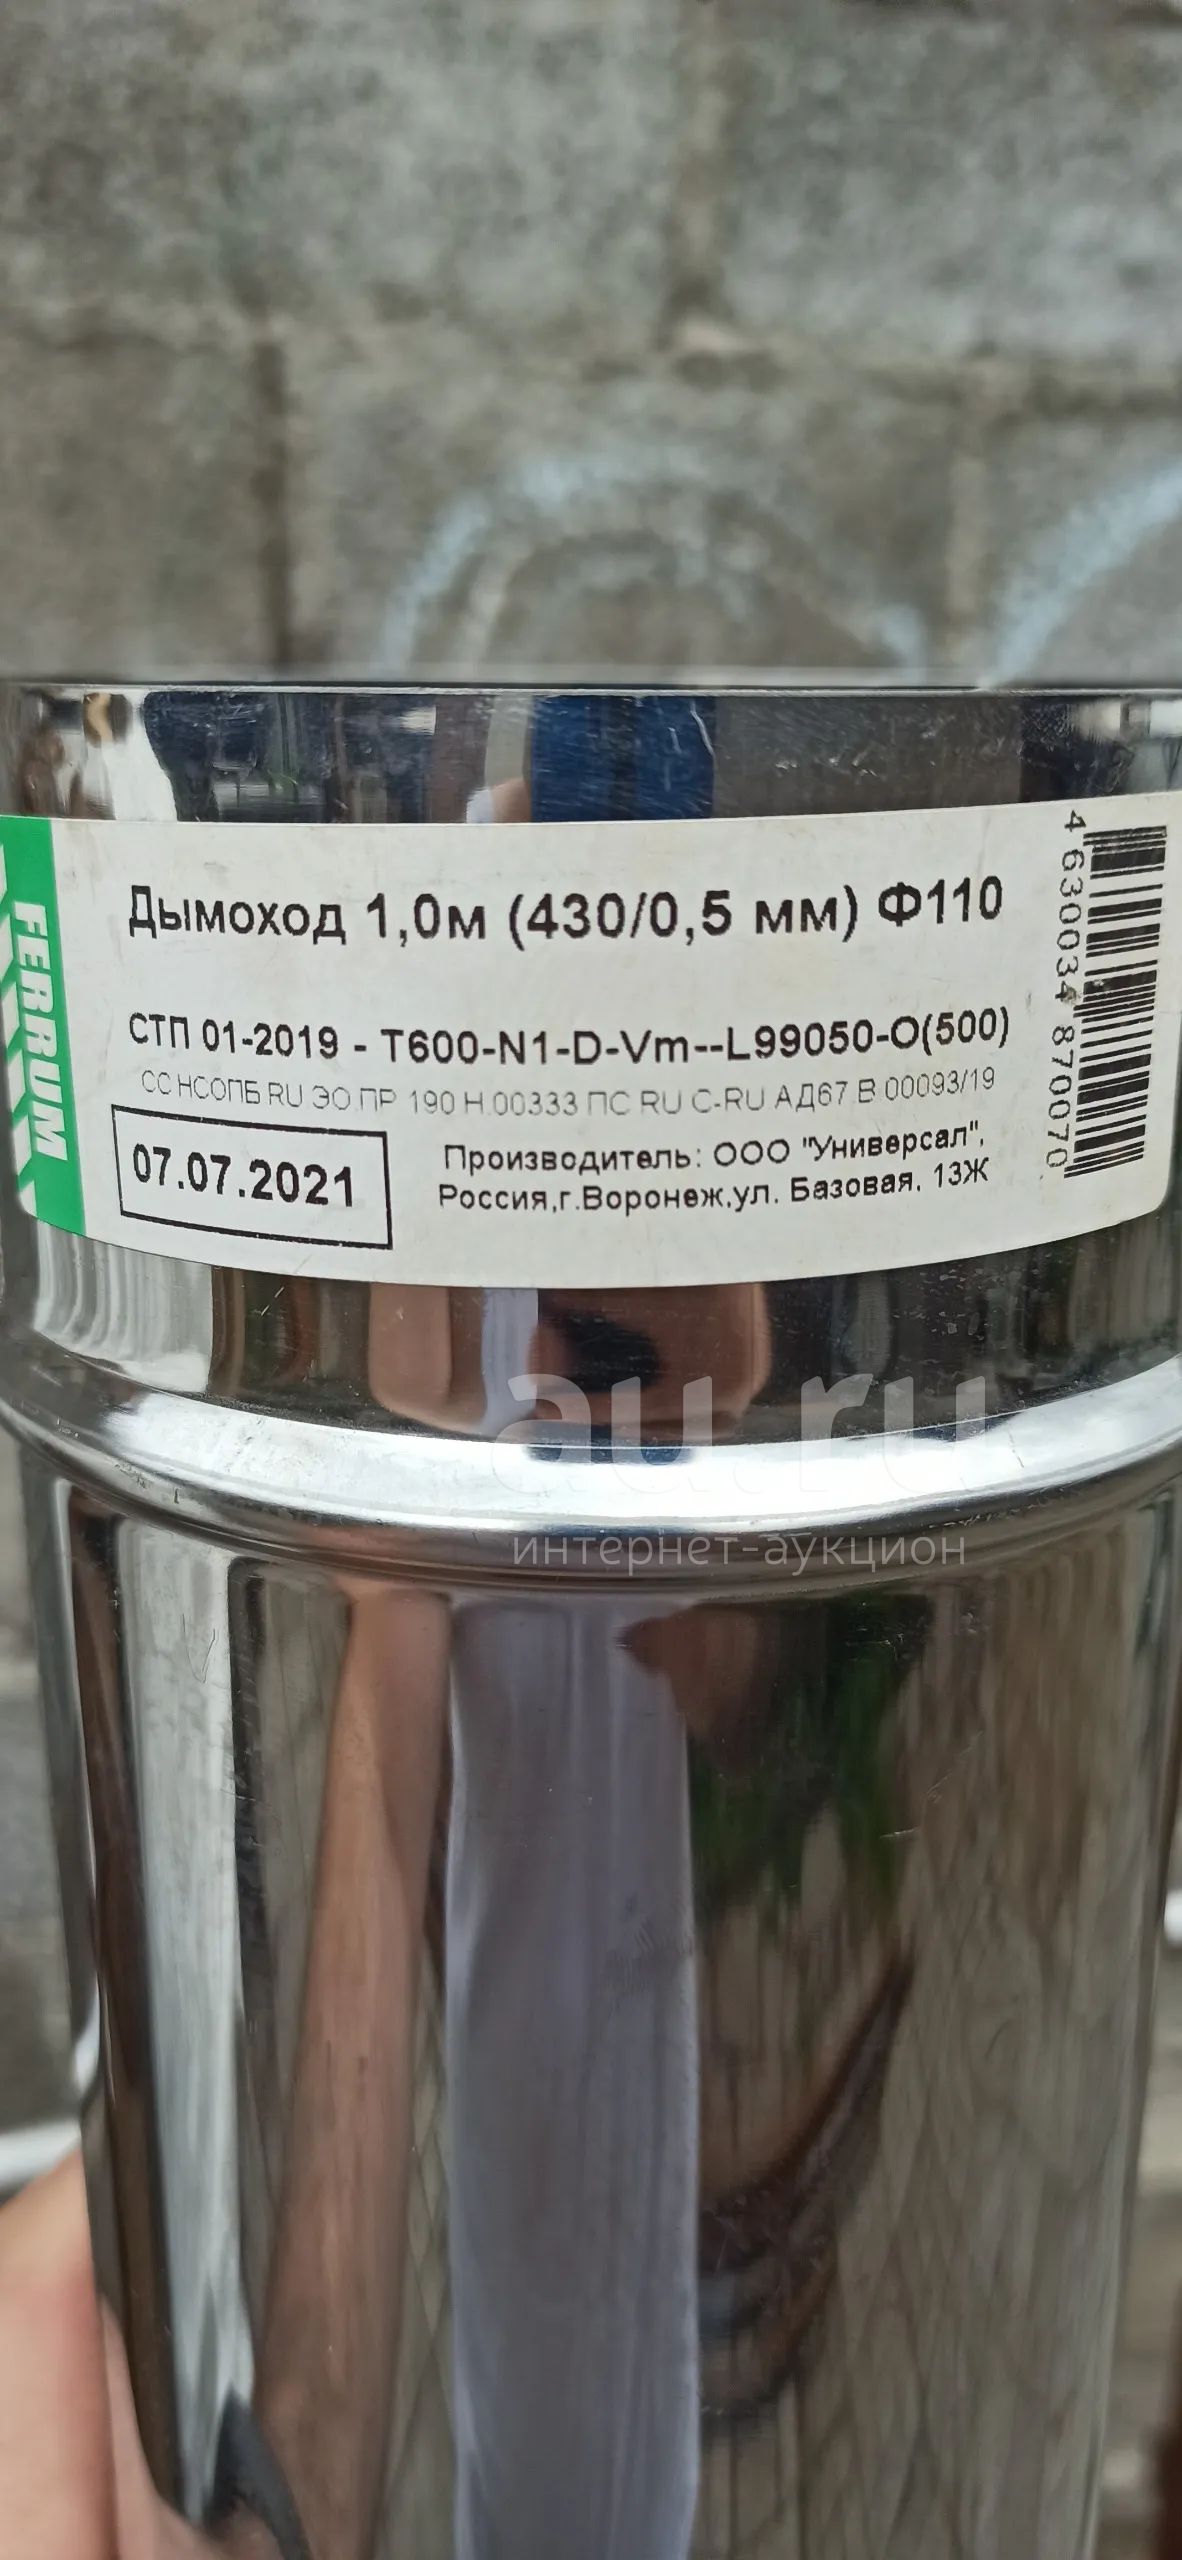 FERRUM
Дымоход 1,0м (430/0,5 мм) Ф110
СТП 01-2019 - T600-N1-D-Vm--L99050-O(500)
СС НСОПБ RU ЭО ПР 190 Н 00333 ПС RU C-RU АД67 В 00093/19
07.07.2021
Производитель: ООО "Универсал",
Россия,г.Воронеж,ул. Базовая, 13Ж
4 630034 870070
au.ru
интернет-аукцион